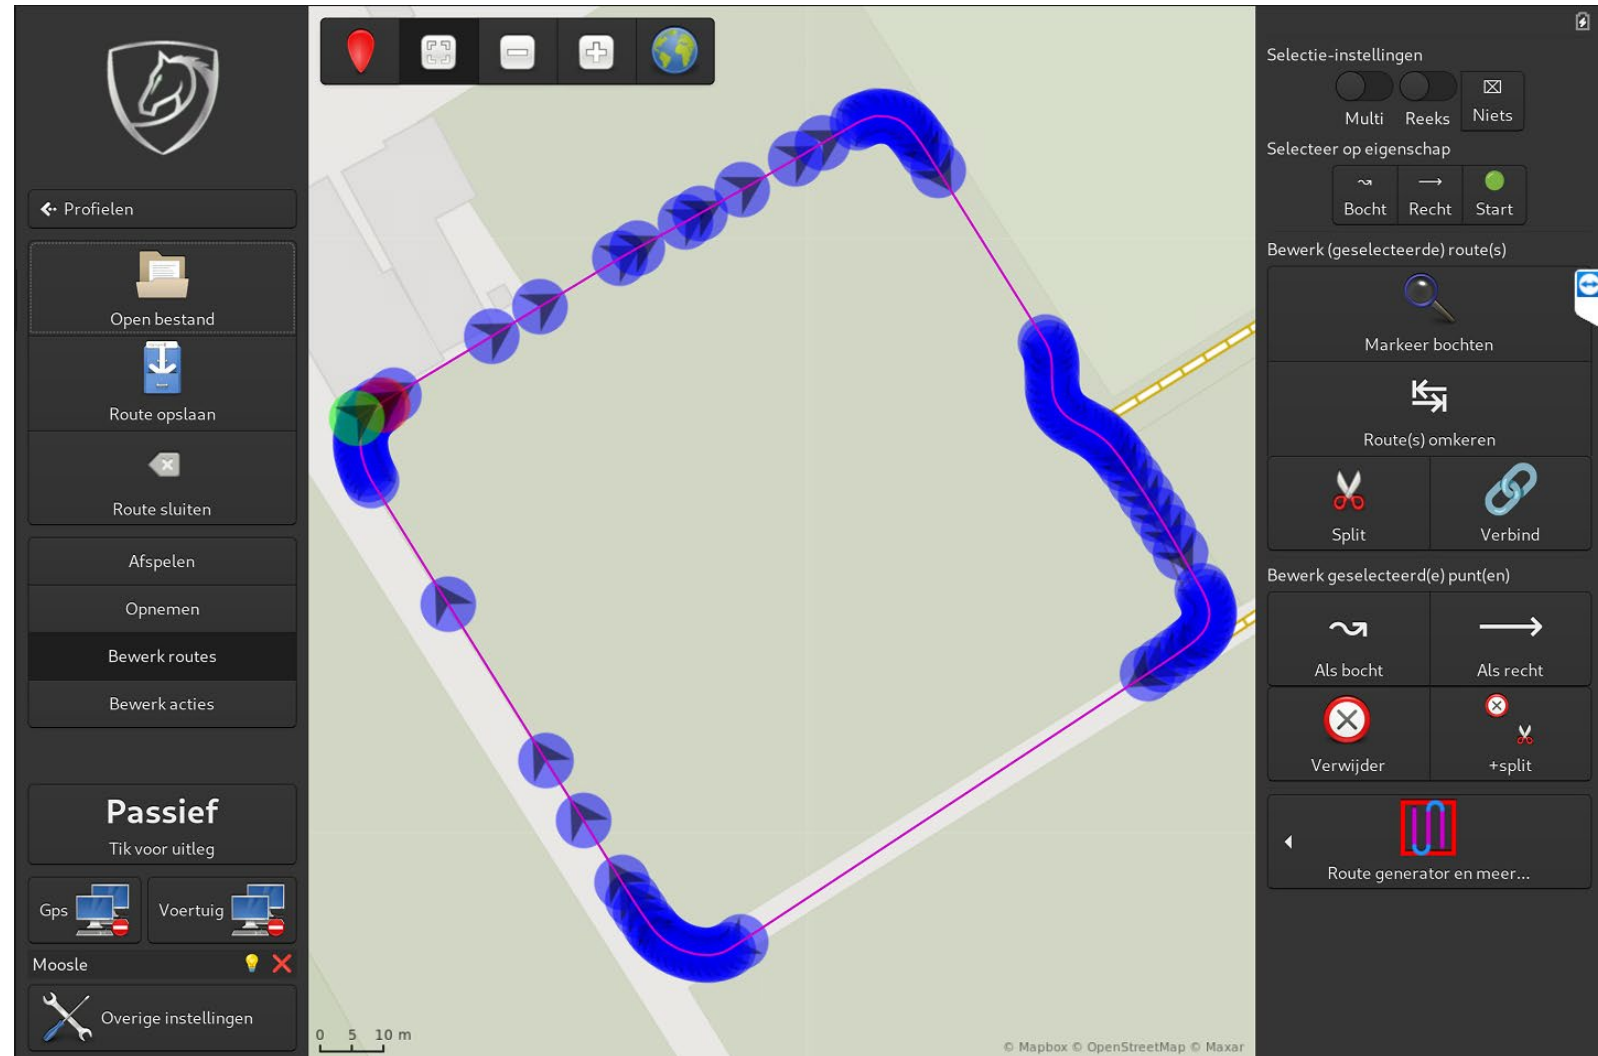 Profielen
Open bestand
Route opslaan
Route sluiten
Afspelen
Opnemen
Bewerk routes
Bewerk acties
Passief
Tik voor uitleg
Gps
Voertuig
Moosle
Overige instellingen
0 5 10 m
© Mapbox © OpenStreetMap © Maxar
Selectie-instellingen
Multi Reeks Niets
Selecteer op eigenschap
Bocht Recht Start
Bewerk (geselecteerde) route(s)
Markeer bochten
Route(s) omkeren
Split Verbind
Bewerk geselecteerd(e) punt(en)
Als bocht Als recht
Verwijder +split
Route generator en meer...